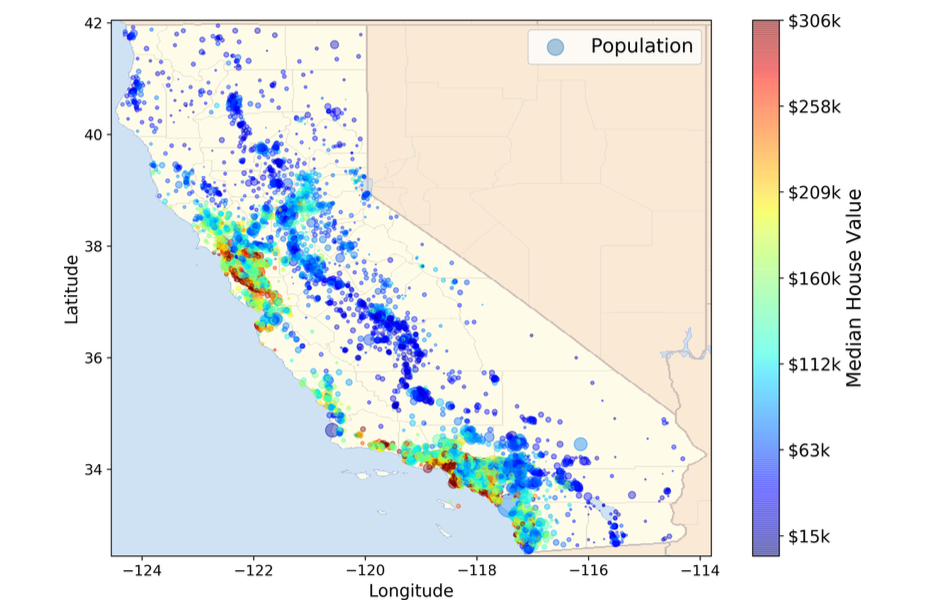 42
40
38
36
34
Latitude
−124
−122
−120
−118
−116
−114
Longitude
Population
$306k
$258k
$209k
$160k
$112k
$63k
$15k
Median House Value